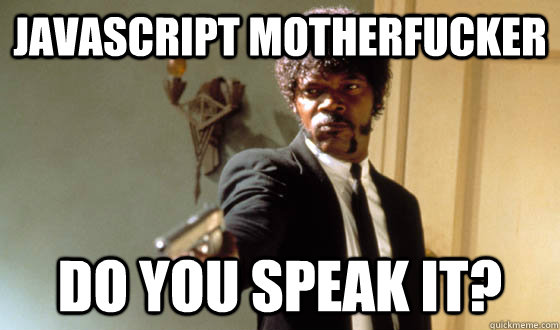 JAVASCRIPT MOTHERFUCKER
DO YOU SPEAK IT?
quickmeme.com